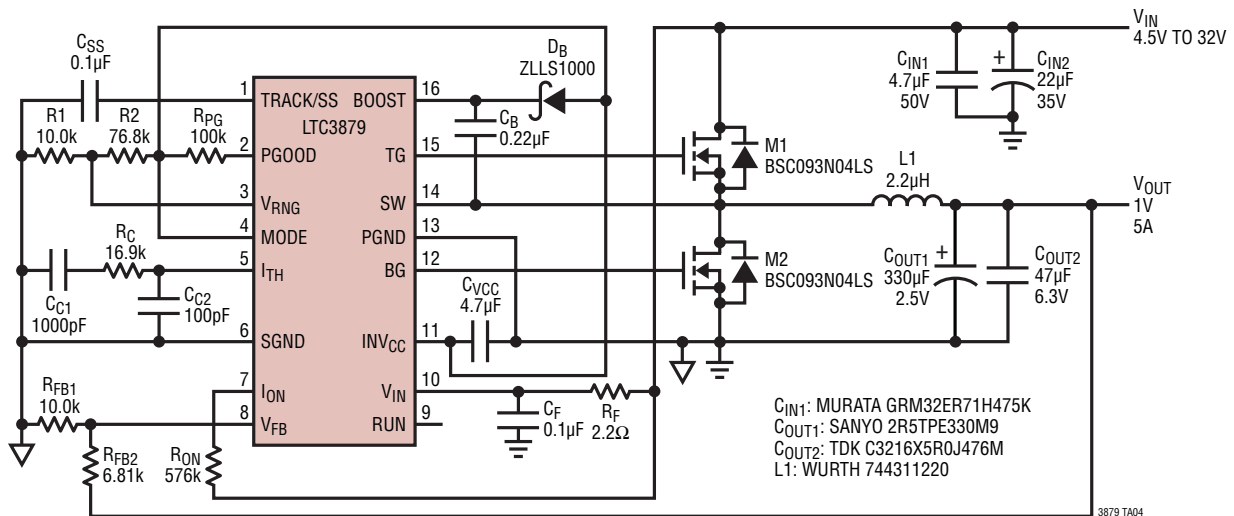 CSS
0.1µF
R1
10.0k
R2
76.8k
RPG
100k
RC
16.9k
CC1
1000pF
CC2
100pF
RFB1
10.0k
RFB2
6.81k
RON
576k
LTC3879
1 TRACK/SS
2 PGOOD
3 VRNG
4 MODE
5 ITH
6 SGND
7 ION
8 VFB
BOOST 16
TG 15
SW 14
PGND 13
BG 12
INVCC 11
VIN 10
RUN 9
DB
ZLLS1000
CB
0.22µF
CVCC
4.7µF
CF
0.1µF
RF
2.2Ω
M1
BSC093N04LS
M2
BSC093N04LS
CIN1
4.7µF
50V
+
CIN2
22µF
35V
VIN
4.5V TO 32V
L1
2.2µH
VOUT
1V
5A
+
COUT1
330µF
2.5V
COUT2
47µF
6.3V
CIN1: MURATA GRM32ER71H475K
COUT1: SANYO 2R5TPE330M9
COUT2: TDK C3216X5R0J476M
L1: WURTH 744311220
3879 TA04